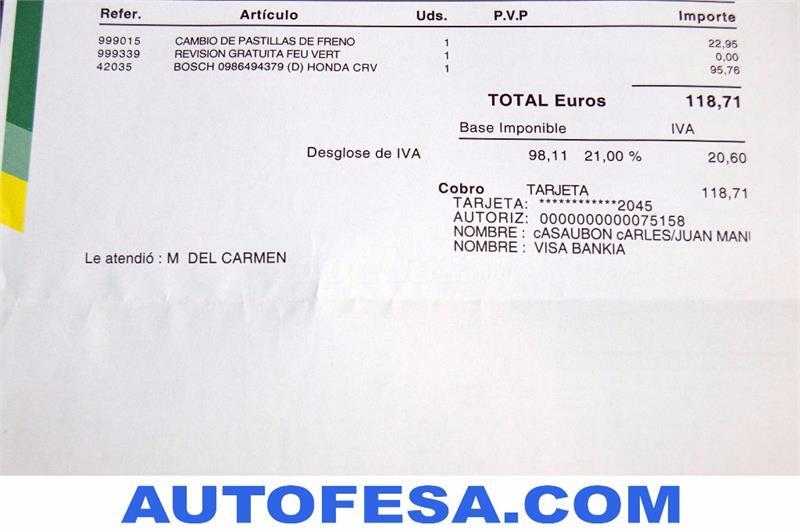 Refer. Artículo Uds. P.V.P Importe
999015 CAMBIO DE PASTILLAS DE FRENO 1 22,95
999339 REVISION GRATUITA FEU VERT 1 0,00
42035 BOSCH 0986494379 (D) HONDA CRV 1 95,76
TOTAL Euros 118,71
Base Imponible IVA
Desglose de IVA 98,11 21,00 % 20,60
Cobro TARJETA 118,71
TARJETA: ************2045
AUTORIZ: 0000000000075158
NOMBRE : cASAUBON cARLES/JUAN MANU
NOMBRE : VISA BANKIA
Le atendió : M DEL CARMEN
AUTOFESA.COM